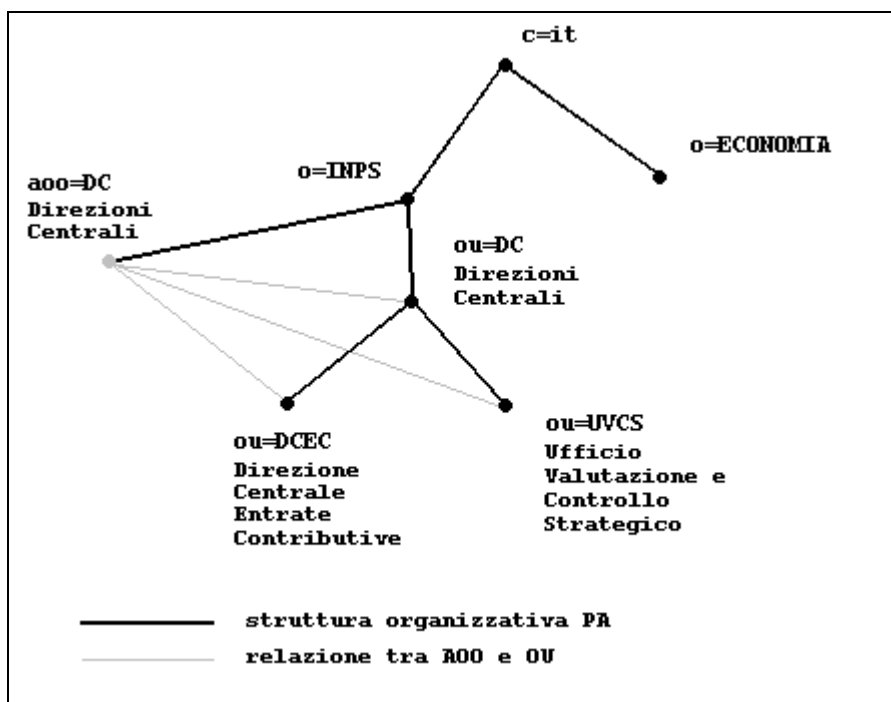 c=it
o=ECONOMIA
o=INPS
aoo=DC
Direzioni
Centrali
ou=DC
Direzioni
Centrali
ou=DCEC
Direzione
Centrale
Entrate
Contributive
ou=UVCS
Ufficio
Valutazione e
Controllo
Strategico
struttura organizzativa PA
relazione tra AOO e OU